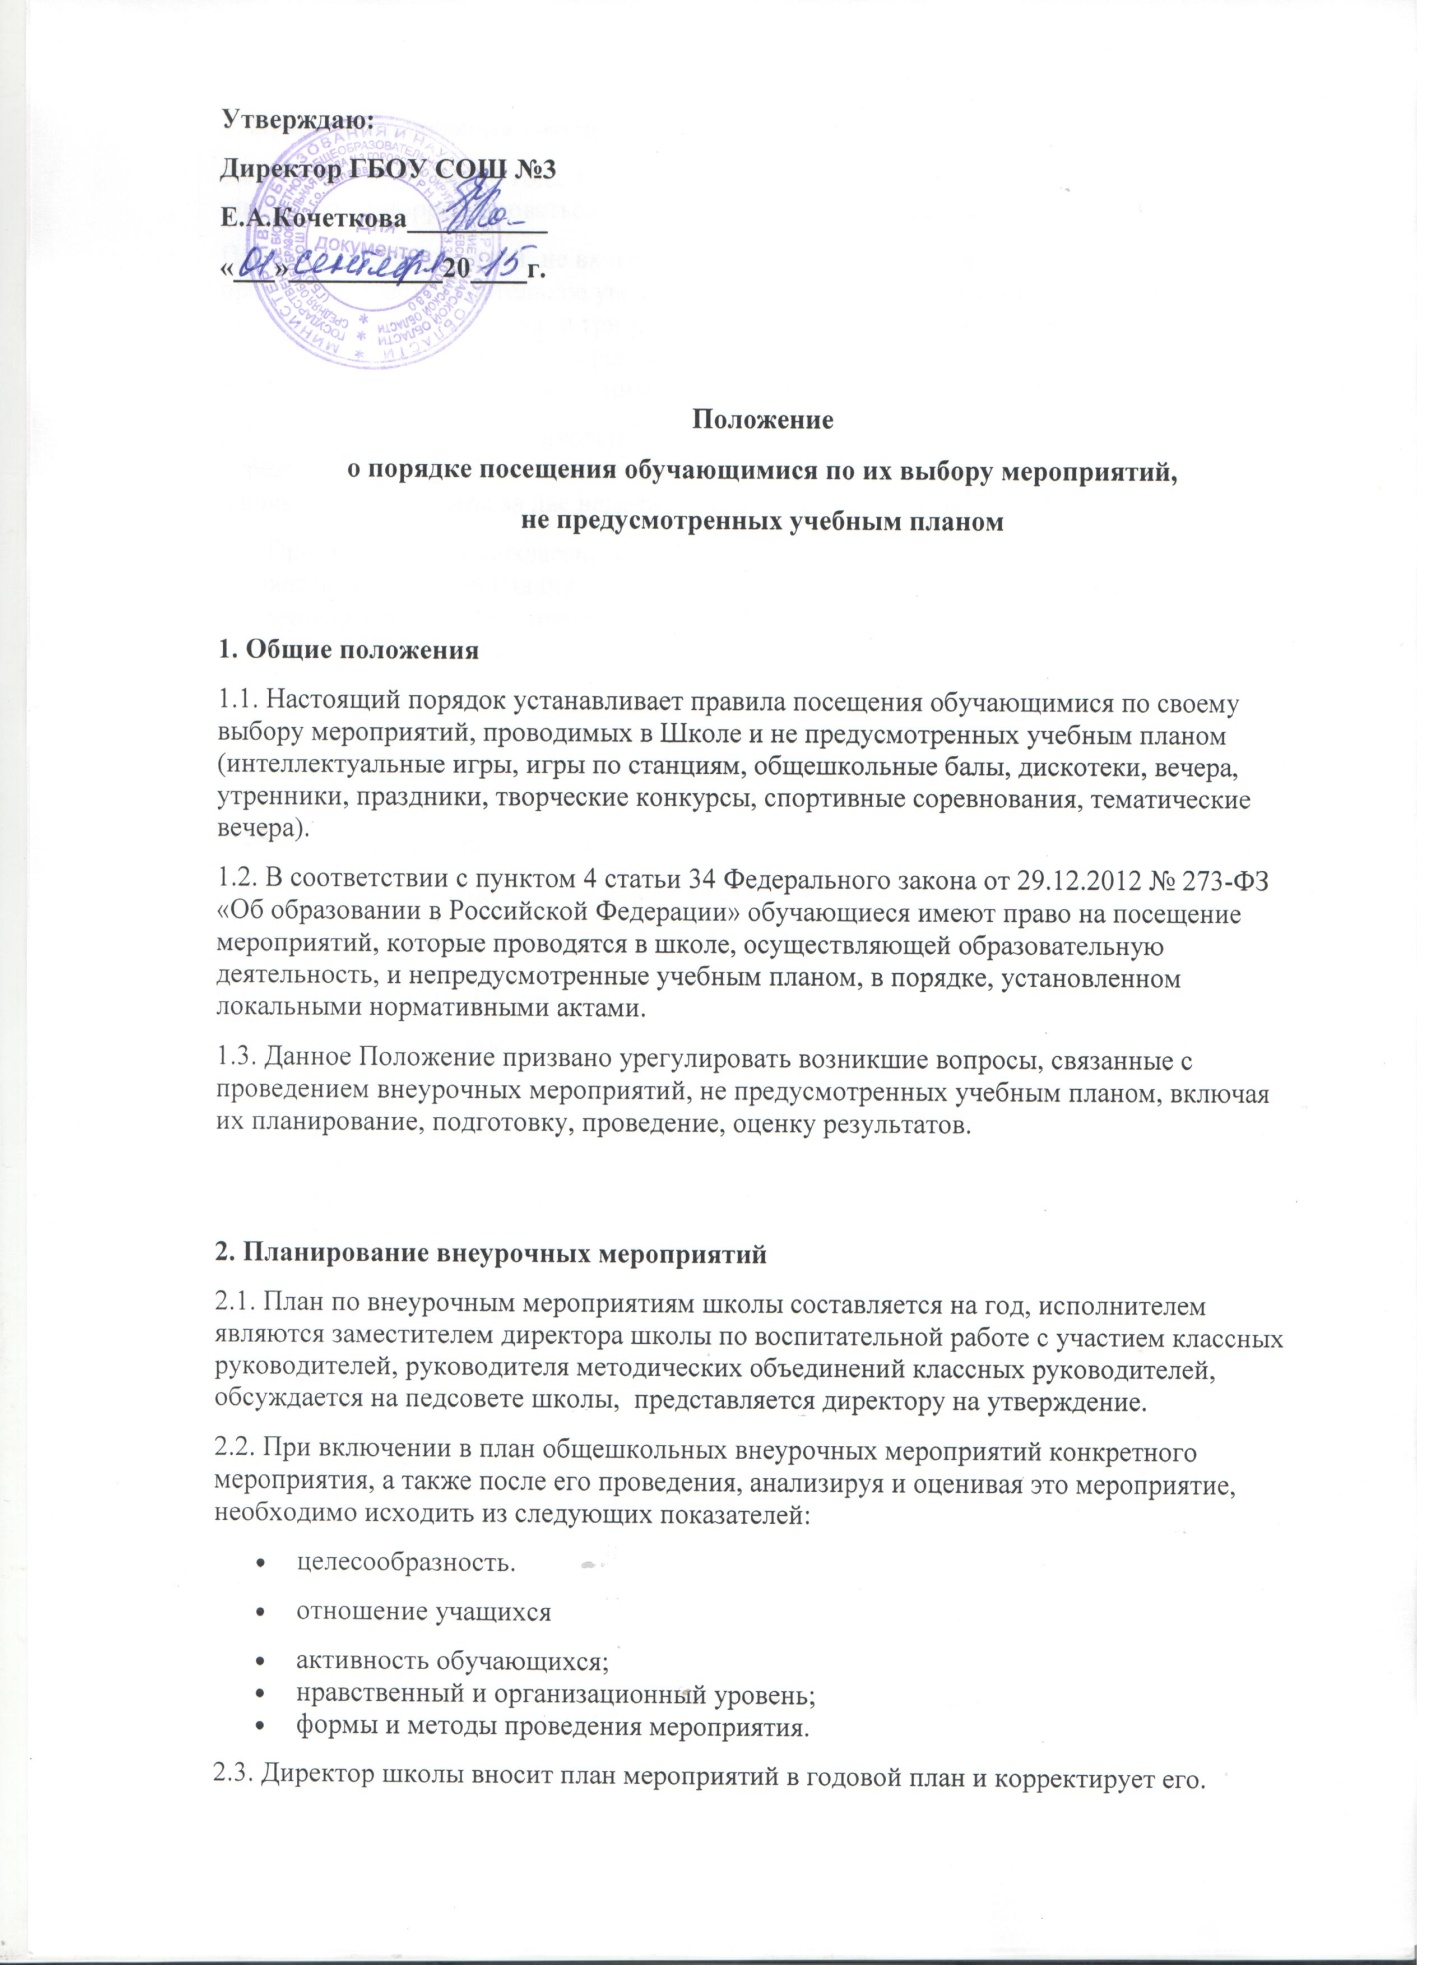 Утверждаю:
Директор ГБОУ СОШ №3
Е.А.Кочеткова__________
«01»сентября2015г.
Для
документов
Положение
о порядке посещения обучающимися по их выбору мероприятий,
не предусмотренных учебным планом
1. Общие положения
1.1. Настоящий порядок устанавливает правила посещения обучающимися по своему
выбору мероприятий, проводимых в Школе и не предусмотренных учебным планом
(интеллектуальные игры, игры по станциям, общешкольные балы, дискотеки, вечера,
утренники, праздники, творческие конкурсы, спортивные соревнования, тематические
вечера).
1.2. В соответствии с пунктом 4 статьи 34 Федерального закона от 29.12.2012 № 273-ФЗ
«Об образовании в Российской Федерации» обучающиеся имеют право на посещение
мероприятий, которые проводятся в школе, осуществляющей образовательную
деятельность, и непредусмотренные учебным планом, в порядке, установленном
локальными нормативными актами.
1.3. Данное Положение призвано урегулировать возникшие вопросы, связанные с
проведением внеурочных мероприятий, не предусмотренных учебным планом, включая
их планирование, подготовку, проведение, оценку результатов.
2. Планирование внеурочных мероприятий
2.1. План по внеурочным мероприятиям школы составляется на год, исполнителем
являются заместителем директора школы по воспитательной работе с участием классных
руководителей, руководителя методических объединений классных руководителей,
обсуждается на педсовете школы, представляется директору на утверждение.
2.2. При включении в план общешкольных внеурочных мероприятий конкретного
мероприятия, а также после его проведения, анализируя и оценивая это мероприятие,
необходимо исходить из следующих показателей:
• целесообразность.
• отношение учащихся
• активность обучающихся;
• нравственный и организационный уровень;
• формы и методы проведения мероприятия.
2.3. Директор школы вносит план мероприятий в годовой план и корректирует его.